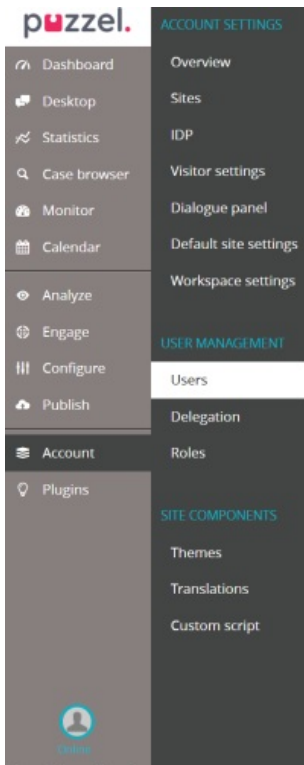 puzzel.
Dashboard
Desktop
Statistics
Case browser
Monitor
Calendar
Analyze
Engage
Configure
Publish
Account
Plugins
Online
ACCOUNT SETTINGS
Overview
Sites
IDP
Visitor settings
Dialogue panel
Default site settings
Workspace settings
USER MANAGEMENT
Users
Delegation
Roles
SITE COMPONENTS
Themes
Translations
Custom script